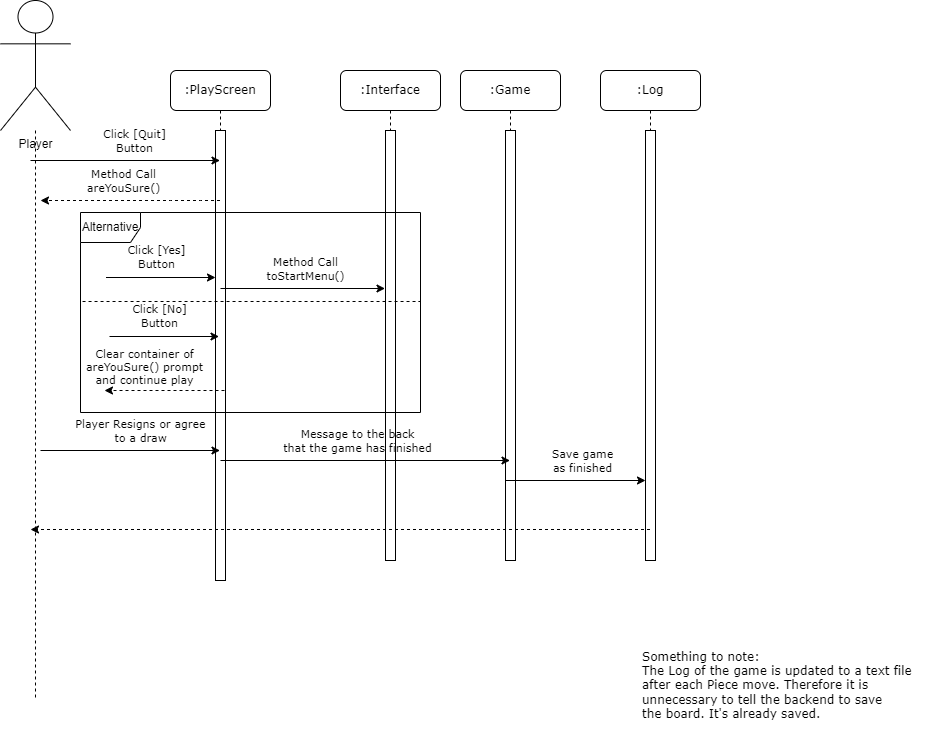 :PlayScreen
:Interface
:Game
:Log
Player
Click [Quit]
Button
Method Call
areYouSure()
Alternative
Click [Yes]
Button
Method Call
toStartMenu()
Click [No]
Button
Clear container of
areYouSure() prompt
and continue play
Player Resigns or agree
to a draw
Message to the back
that the game has finished
Save game
as finished
Something to note:
The Log of the game is updated to a text file
after each Piece move. Therefore it is
unnecessary to tell the backend to save
the board. It's already saved.